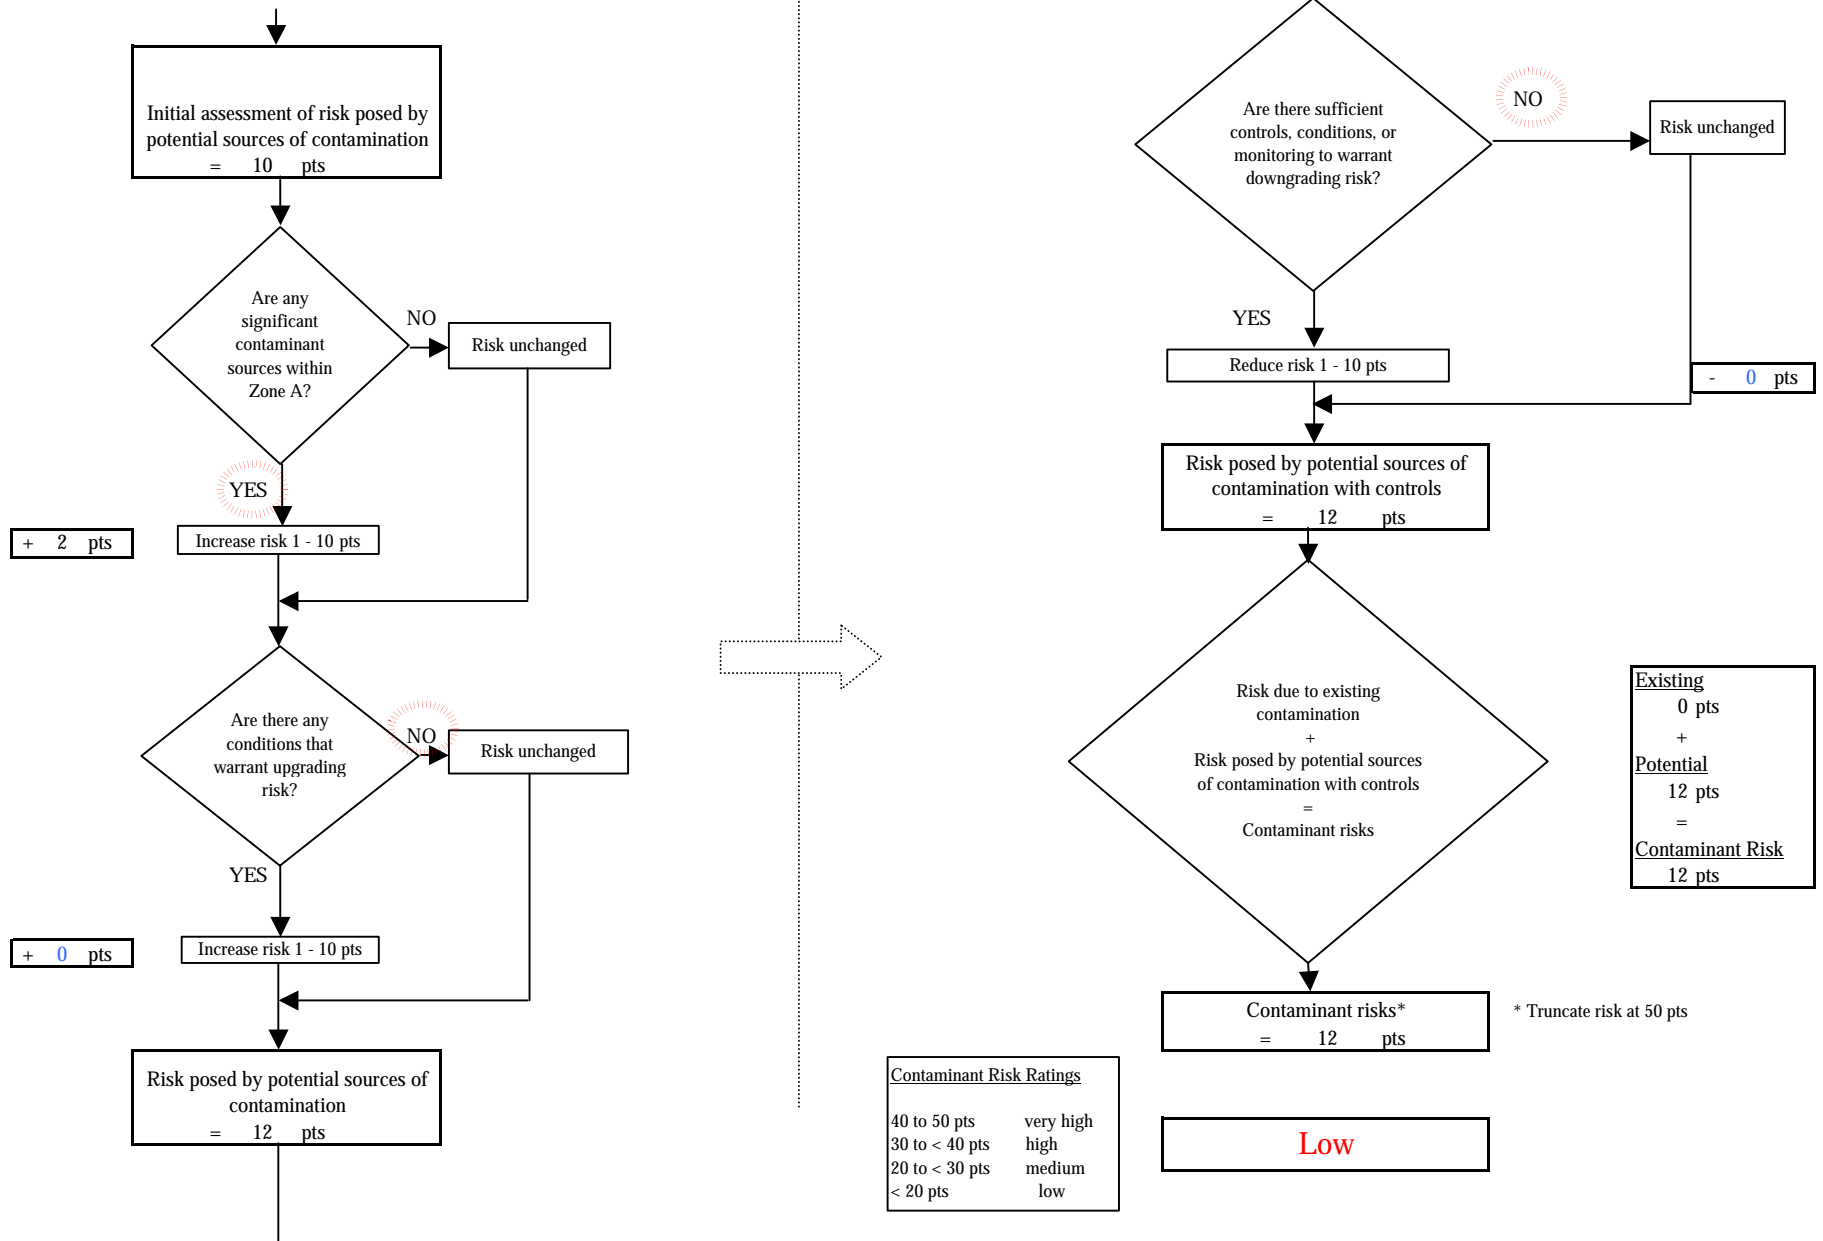 Initial assessment of risk posed by
potential sources of contamination
= 10 pts
Are any
significant
contaminant
sources within
Zone A?
NO
Risk unchanged
YES
+ 2 pts
Increase risk 1 - 10 pts
Are there any
conditions that
warrant upgrading
risk?
NO
Risk unchanged
YES
+ 0 pts
Increase risk 1 - 10 pts
Risk posed by potential sources of
contamination
= 12 pts
Are there sufficient
controls, conditions, or
monitoring to warrant
downgrading risk?
NO
Risk unchanged
YES
Reduce risk 1 - 10 pts
- 0 pts
Risk posed by potential sources of
contamination with controls
= 12 pts
Risk due to existing
contamination
+
Risk posed by potential sources
of contamination with controls
=
Contaminant risks
Existing
0 pts
+
Potential
12 pts
=
Contaminant Risk
12 pts
Contaminant risks*
= 12 pts
* Truncate risk at 50 pts
Contaminant Risk Ratings
40 to 50 pts very high
30 to < 40 pts high
20 to < 30 pts medium
< 20 pts low
Low